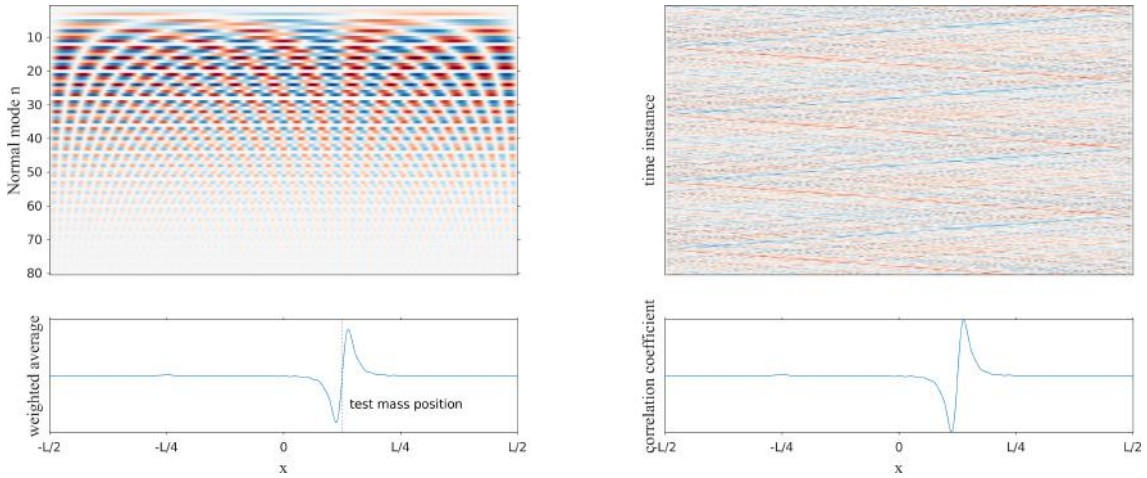 Normal mode n
10
20
30
40
50
60
70
80
time instance
weighted average
test mass position
-L/2
-L/4
0
L/4
L/2
x
correlation coefficient
-L/2
-L/4
0
L/4
L/2
x